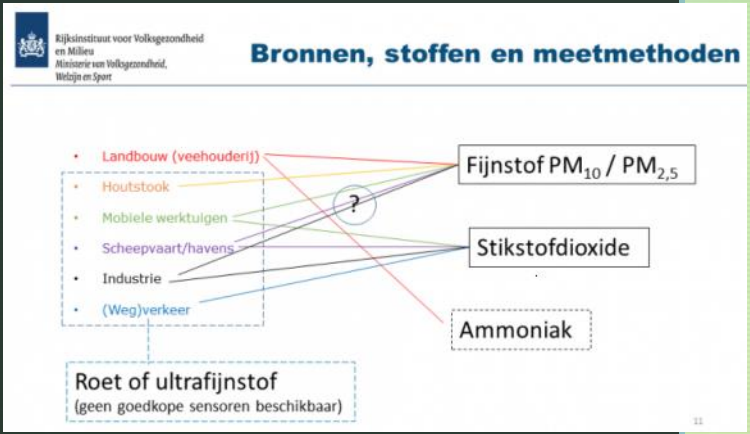 Rijksinstituut voor Volksgezondheid
en Milieu
Ministerie van Volksgezondheid,
Welzijn en Sport
Bronnen, stoffen en meetmethoden
• Landbouw (veehouderij)
• Houtstook
• Mobiele werktuigen
• Scheepvaart/havens
• Industrie
• (Weg)verkeer
?
Fijnstof PM10 / PM2,5
Stikstofdioxide
Ammoniak
Roet of ultrafijnstof
(geen goedkope sensoren beschikbaar)
11